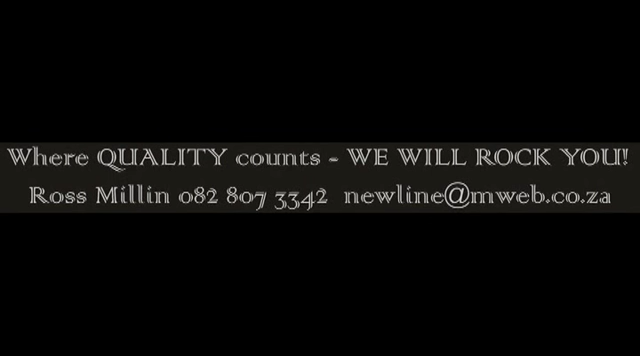 Where QUALITY counts - WE WILL ROCK YOU!
Ross Millin 082 807 3342 newline@mweb.co.za